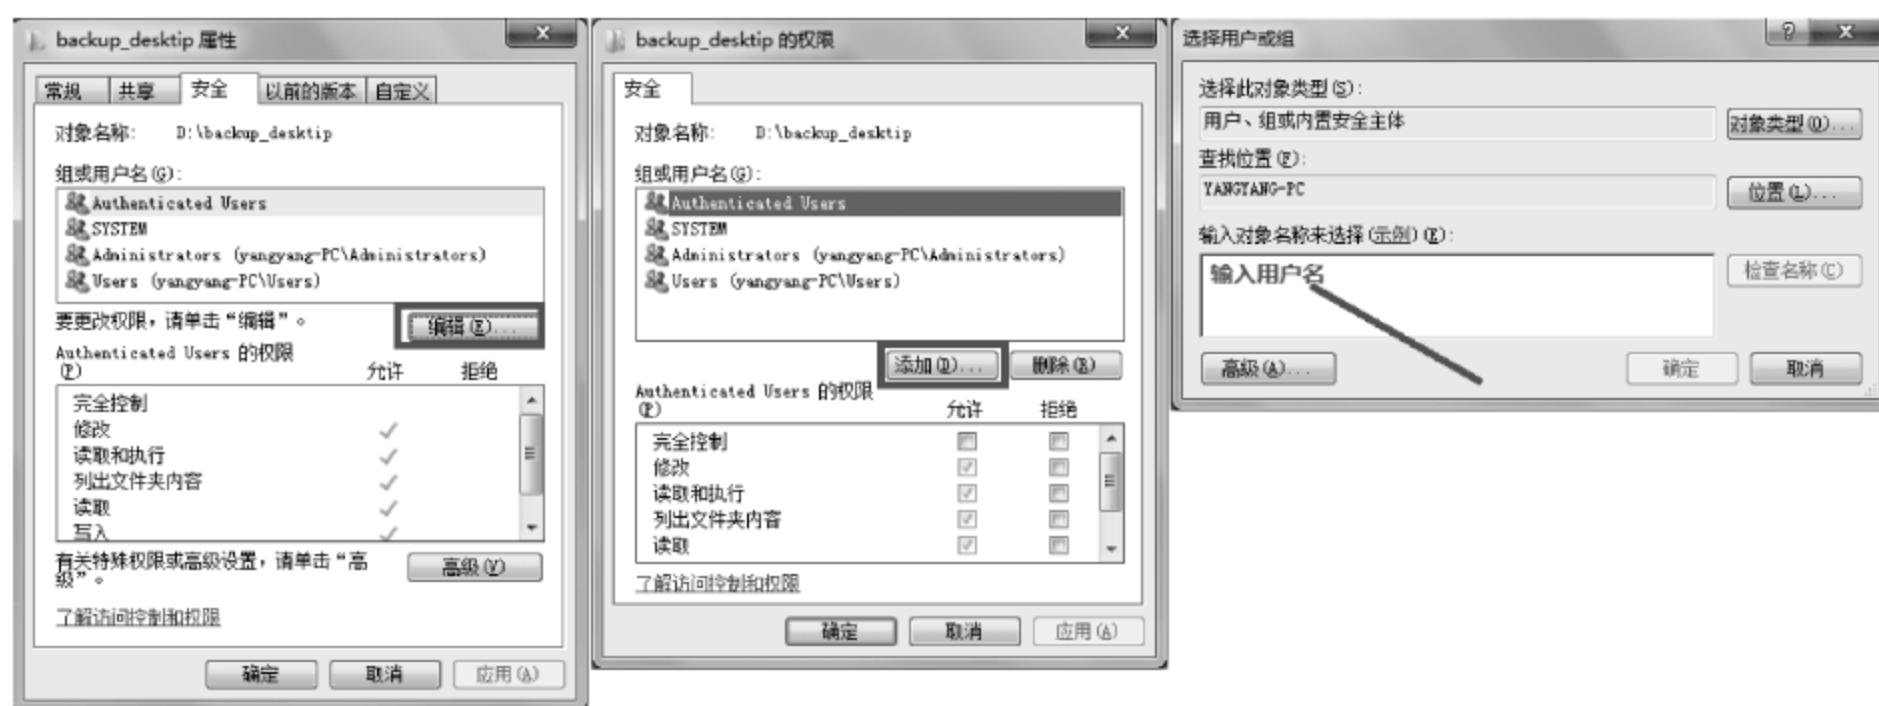 backup_desktip 属性
常规 共享 安全 以前的版本 自定义
对象名称: D:\backup_desktip
组或用户名(G):
Authenticated Users
SYSTEM
Administrators (yangyang-PC\Administrators)
Users (yangyang-PC\Users)
要更改权限，请单击“编辑”。
编辑(E)...
Authenticated Users 的权限
(P) 允许 拒绝
完全控制
修改
读取和执行
列出文件夹内容
读取
写入
有关特殊权限或高级设置，请单击“高
级”。
高级(V)
了解访问控制和权限
确定 取消 应用(A)
backup_desktip 的权限
安全
对象名称: D:\backup_desktip
组或用户名(G):
Authenticated Users
SYSTEM
Administrators (yangyang-PC\Administrators)
Users (yangyang-PC\Users)
添加(D)... 删除(R)
Authenticated Users 的权限
(P) 允许 拒绝
完全控制
修改
读取和执行
列出文件夹内容
读取
了解访问控制和权限
确定 取消 应用(A)
选择用户或组
选择此对象类型(S):
用户、组或内置安全主体 对象类型(O)...
查找位置(F):
YANGYANG-PC 位置(L)...
输入对象名称来选择(示例)(E):
输入用户名 检查名称(C)
高级(A)... 确定 取消